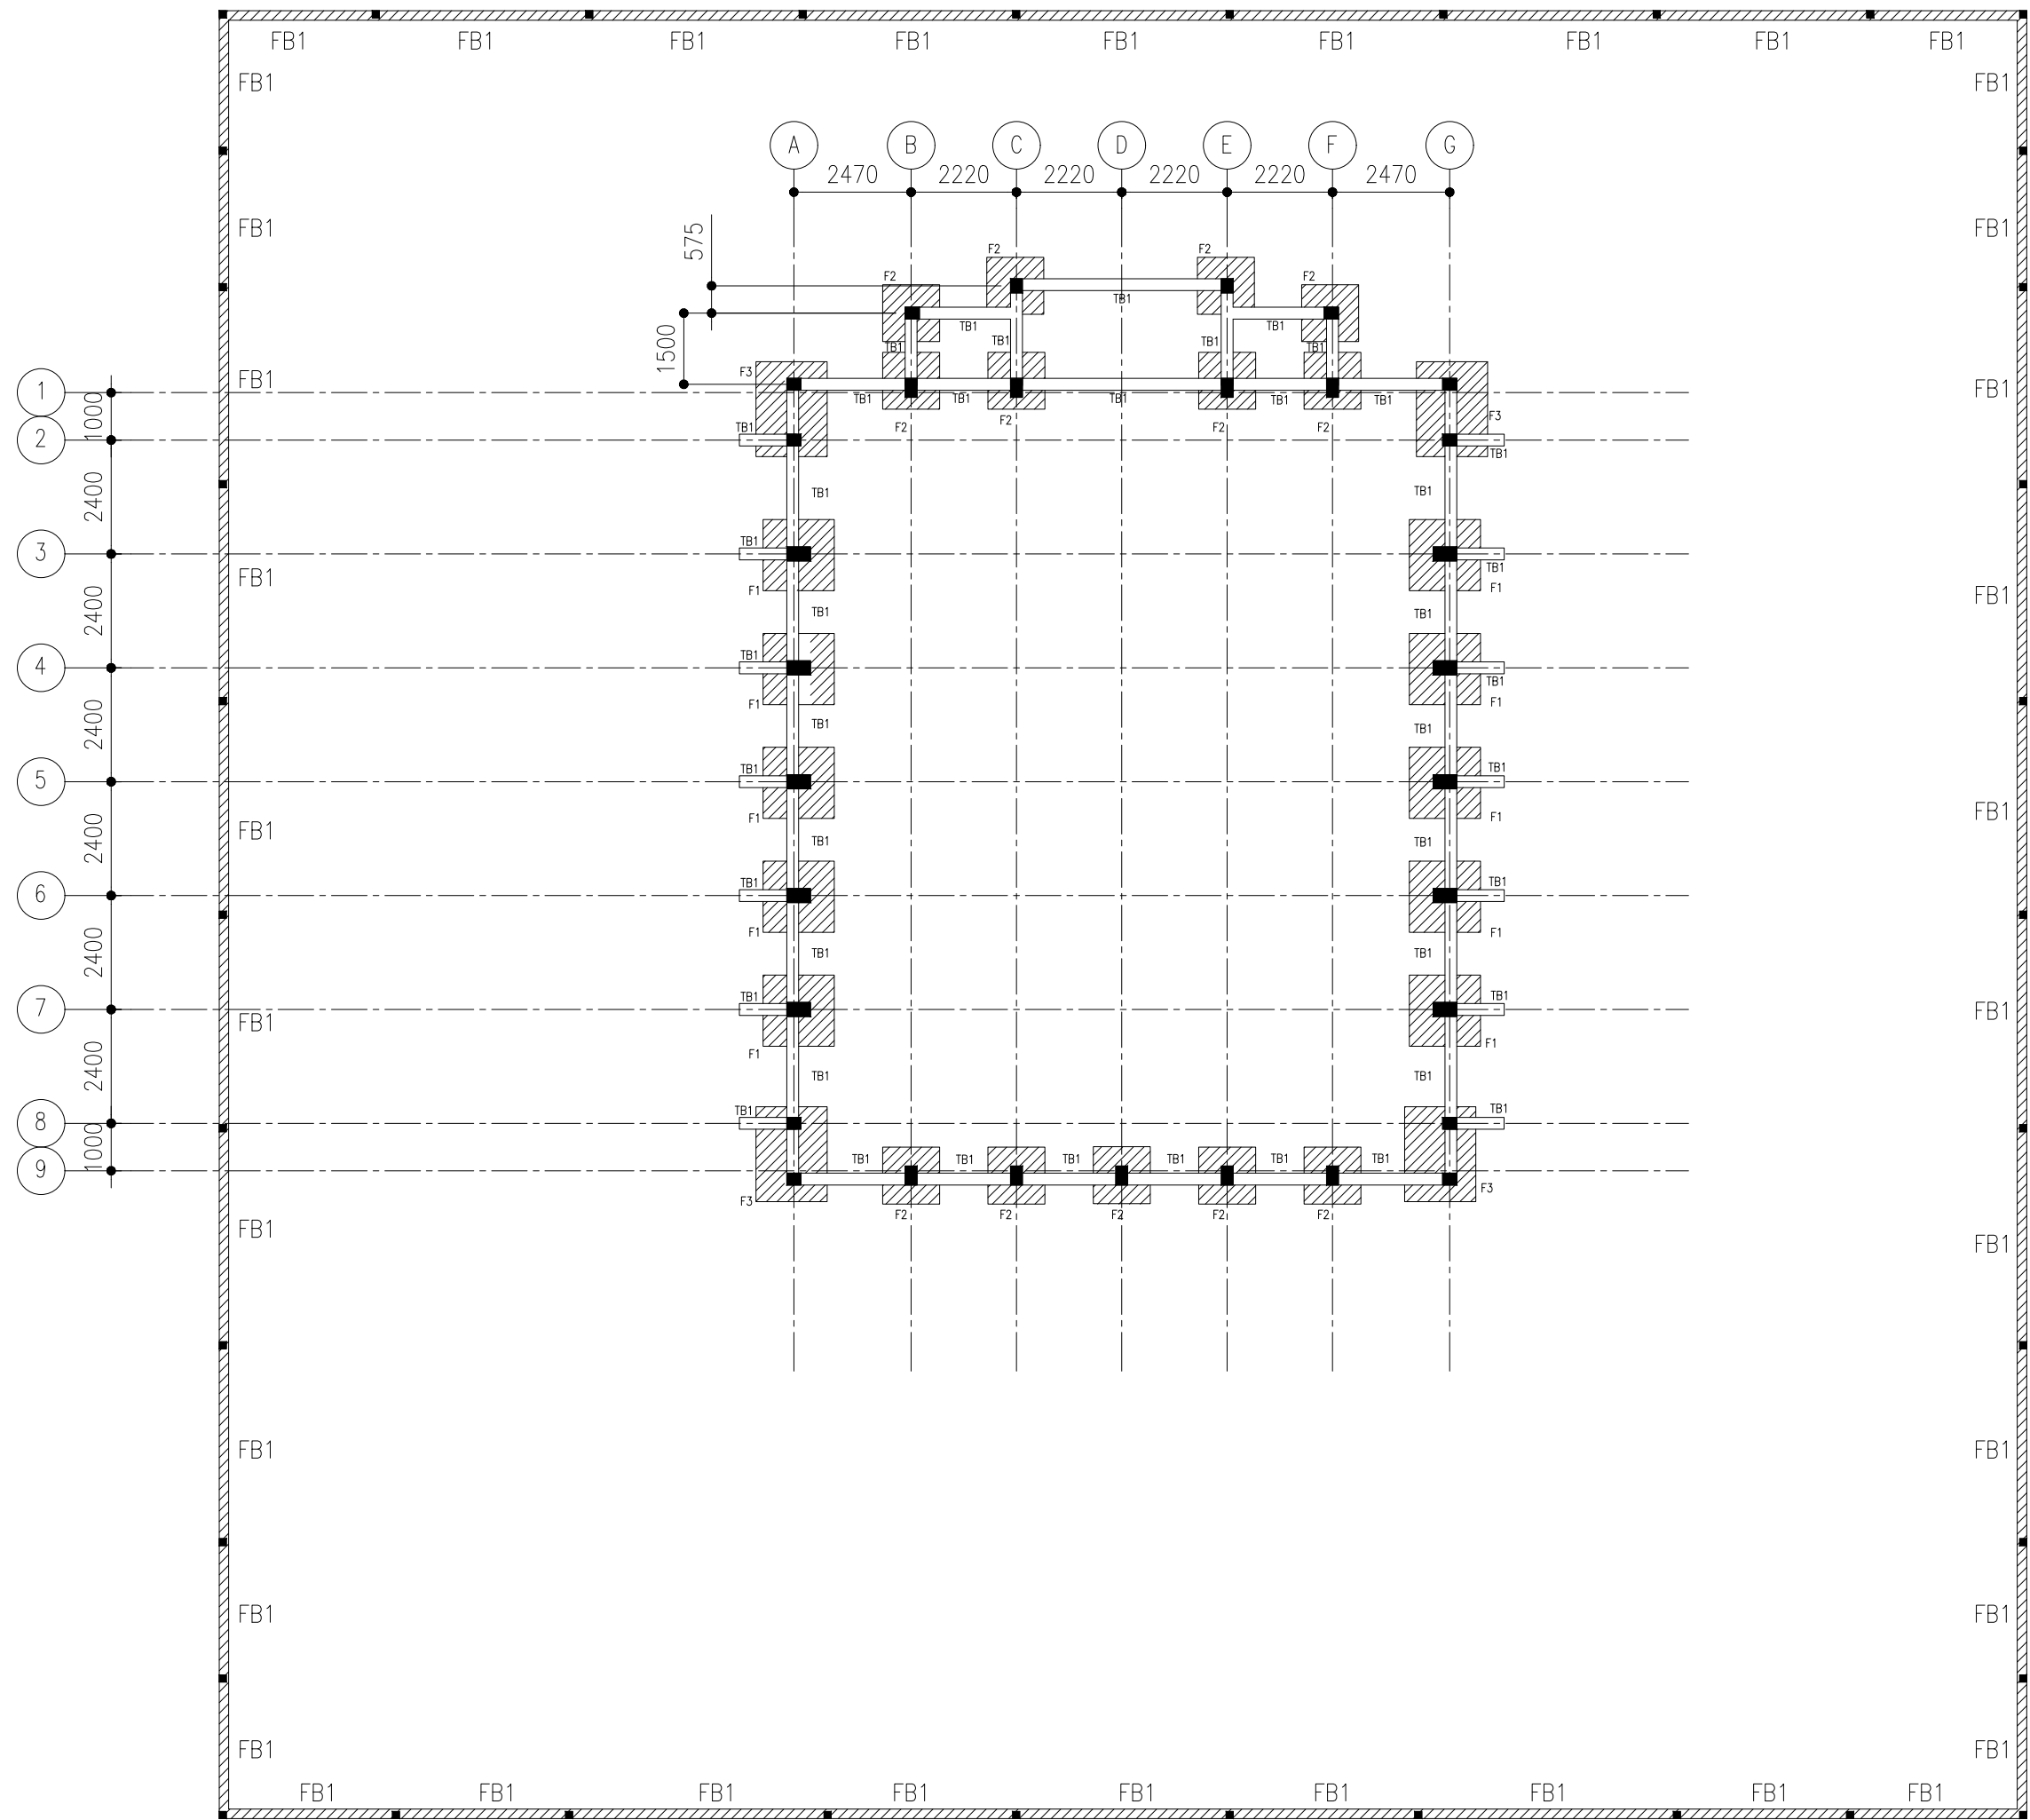 FB1 FB1 FB1 FB1 FB1 FB1 FB1 FB1 FB1
FB1 FB1
A B C D E F G
2470 2220 2220 2220 2220 2470
FB1 FB1
575
F2 F2
F2 F2
TB1
TB1 TB1
1500
TB1 TB1 TB1 TB1
F3
FB1 FB1
1
TB1 TB1 TB1 TB1 TB1
1000
F3
F2 F2 F2 F2
TB1
2
TB1
2400
TB1 TB1
TB1
3
TB1
FB1
F1 F1
FB1
2400
TB1 TB1
TB1
4
TB1
F1 F1
2400
TB1 TB1
TB1 TB1
5
FB1
F1 F1
FB1
2400
TB1 TB1
TB1 TB1
6
F1 F1
2400
TB1 TB1
TB1 TB1
7
FB1 FB1
F1 F1
2400
TB1 TB1
TB1 TB1
8
1000
TB1 TB1 TB1 TB1 TB1 TB1
9
F3 F3
F2 F2 F2 F2 F2
FB1 FB1
FB1 FB1
FB1 FB1
FB1 FB1
FB1 FB1 FB1 FB1 FB1 FB1 FB1 FB1 FB1